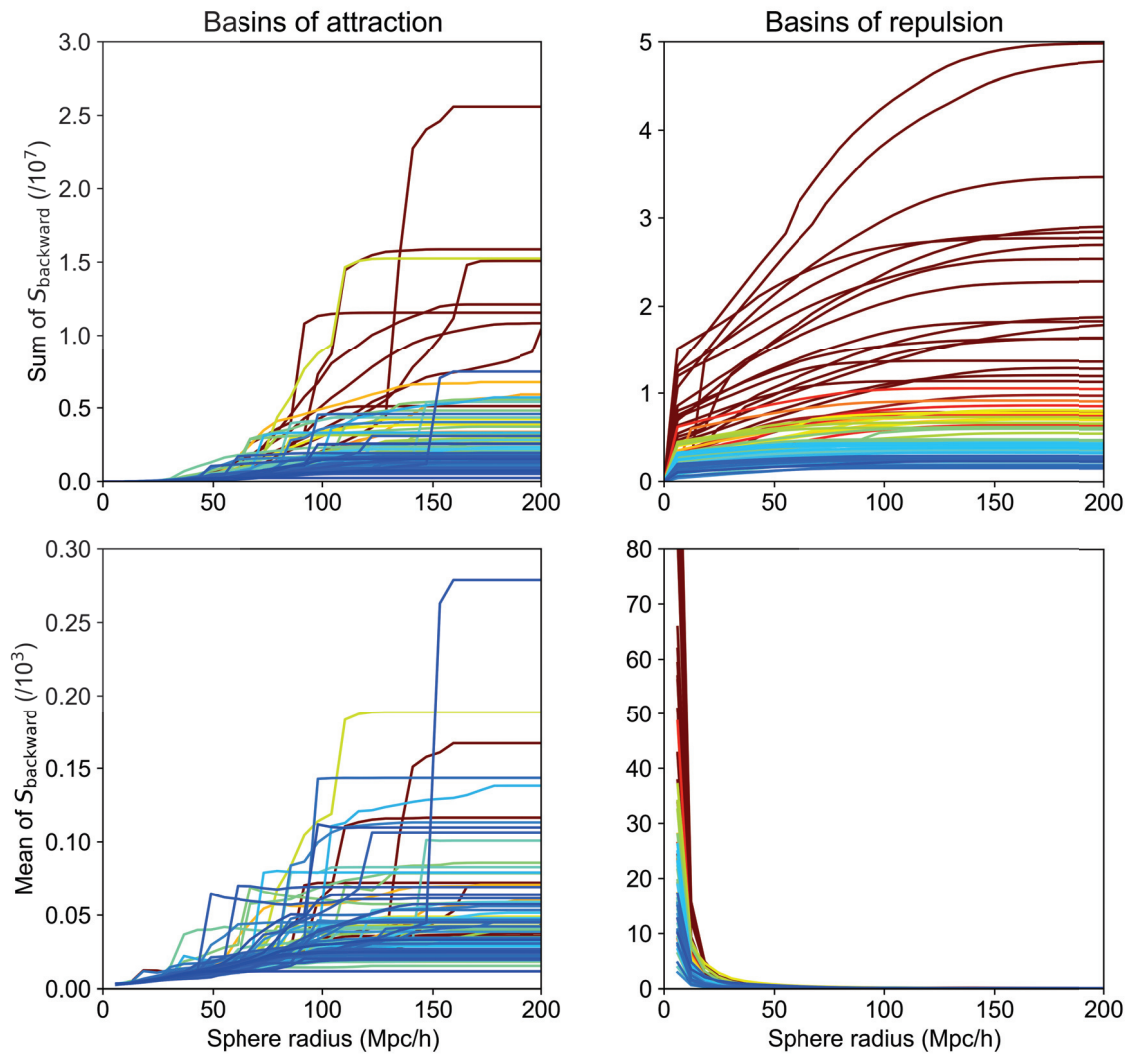 Basins of attraction
Basins of repulsion
Sum of S_backward (/10^7)
3.0
2.5
2.0
1.5
1.0
0.5
0.0
0 50 100 150 200
5
4
3
2
1
0
0 50 100 150 200
Mean of S_backward (/10^3)
0.30
0.25
0.20
0.15
0.10
0.05
0.00
0 50 100 150 200
Sphere radius (Mpc/h)
80
70
60
50
40
30
20
10
0
0 50 100 150 200
Sphere radius (Mpc/h)